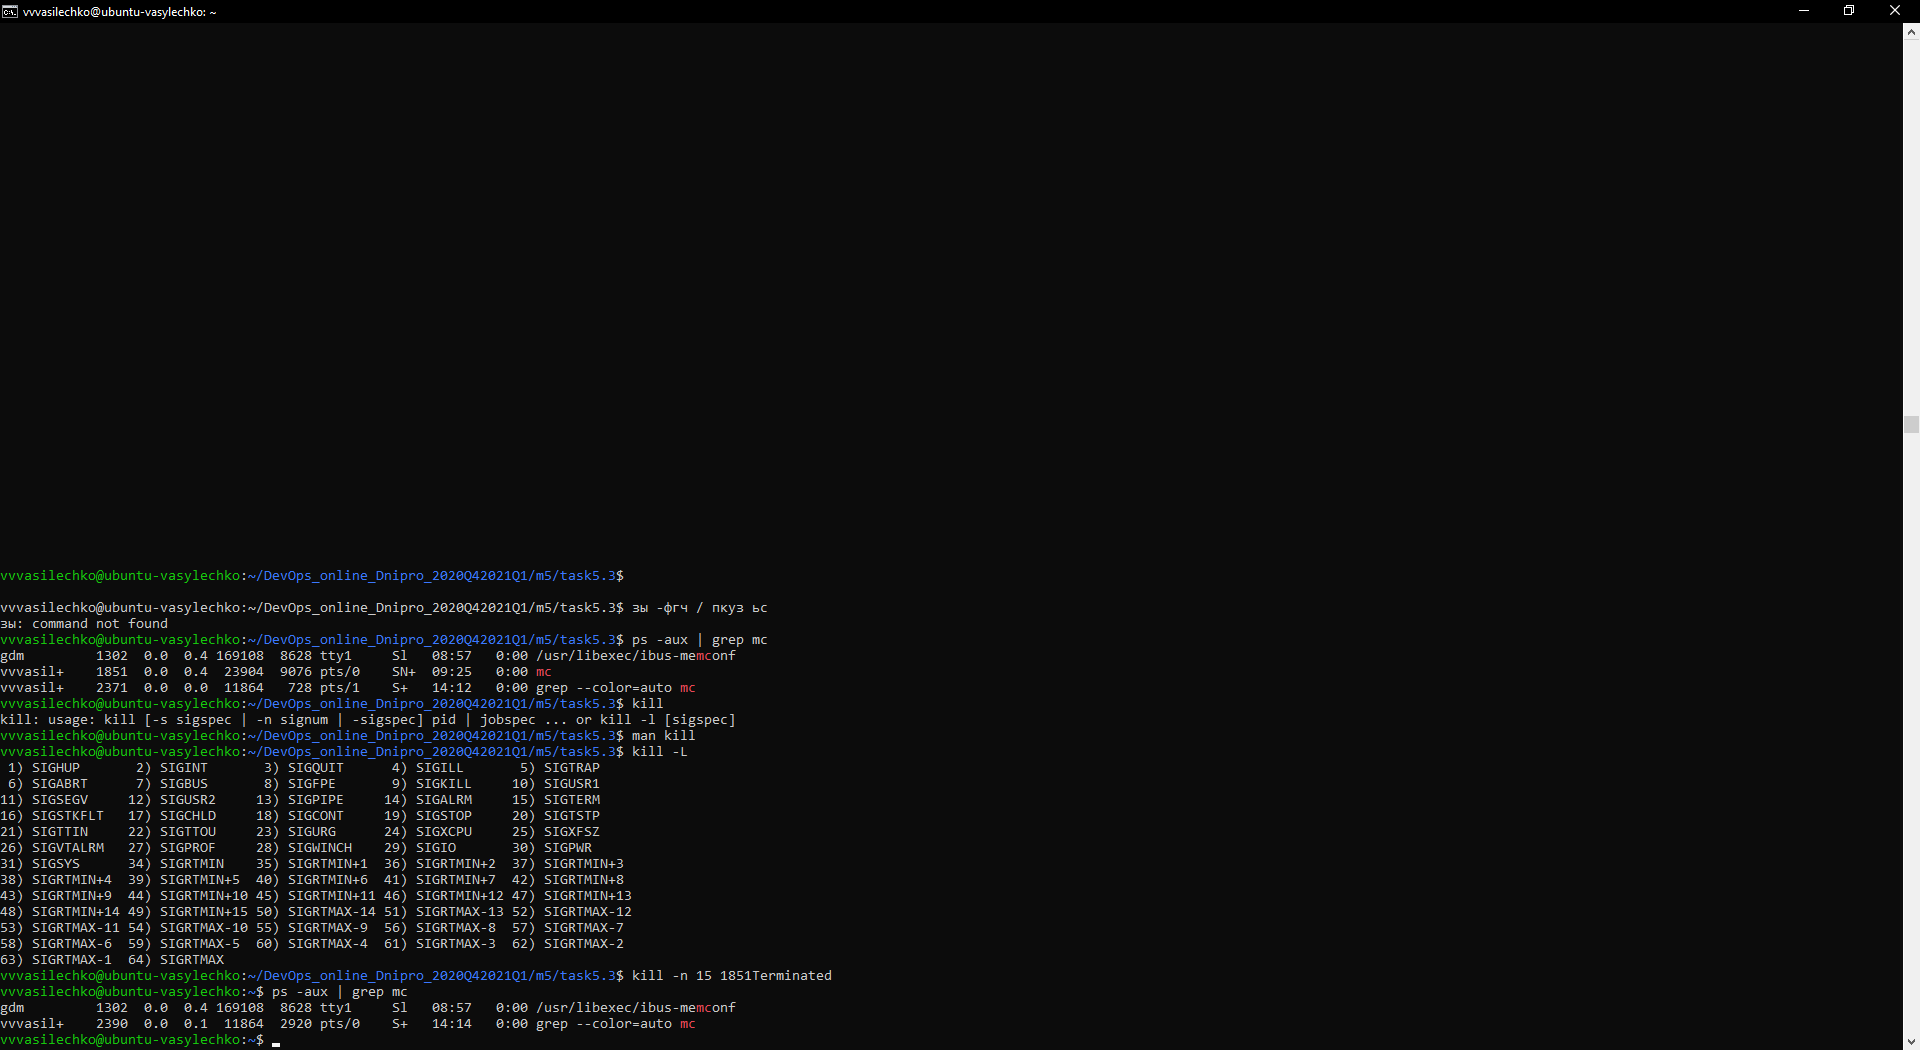 vvvasilechko@ubuntu-vasylechko: ~
vvvasilechko@ubuntu-vasylechko:~/DevOps_online_Dnipro_2020Q42021Q1/m5/task5.3$
vvvasilechko@ubuntu-vasylechko:~/DevOps_online_Dnipro_2020Q42021Q1/m5/task5.3$ зы -фгч / пкуз ьс
зы: command not found
vvvasilechko@ubuntu-vasylechko:~/DevOps_online_Dnipro_2020Q42021Q1/m5/task5.3$ ps -aux | grep mc
gdm         1302  0.0  0.4 169108  8628 tty1     Sl   08:57   0:00 /usr/libexec/ibus-memconf
vvvasil+    1851  0.0  0.4  23904  9076 pts/0    SN+  09:25   0:00 mc
vvvasil+    2371  0.0  0.0  11864   728 pts/1    S+   14:12   0:00 grep --color=auto mc
vvvasilechko@ubuntu-vasylechko:~/DevOps_online_Dnipro_2020Q42021Q1/m5/task5.3$ kill
kill: usage: kill [-s sigspec | -n signum | -sigspec] pid | jobspec ... or kill -l [sigspec]
vvvasilechko@ubuntu-vasylechko:~/DevOps_online_Dnipro_2020Q42021Q1/m5/task5.3$ man kill
vvvasilechko@ubuntu-vasylechko:~/DevOps_online_Dnipro_2020Q42021Q1/m5/task5.3$ kill -L
 1) SIGHUP       2) SIGINT       3) SIGQUIT      4) SIGILL       5) SIGTRAP
 6) SIGABRT      7) SIGBUS       8) SIGFPE       9) SIGKILL     10) SIGUSR1
11) SIGSEGV     12) SIGUSR2     13) SIGPIPE     14) SIGALRM     15) SIGTERM
16) SIGSTKFLT   17) SIGCHLD     18) SIGCONT     19) SIGSTOP     20) SIGTSTP
21) SIGTTIN     22) SIGTTOU     23) SIGURG      24) SIGXCPU     25) SIGXFSZ
26) SIGVTALRM   27) SIGPROF     28) SIGWINCH    29) SIGIO       30) SIGPWR
31) SIGSYS      34) SIGRTMIN    35) SIGRTMIN+1  36) SIGRTMIN+2  37) SIGRTMIN+3
38) SIGRTMIN+4  39) SIGRTMIN+5  40) SIGRTMIN+6  41) SIGRTMIN+7  42) SIGRTMIN+8
43) SIGRTMIN+9  44) SIGRTMIN+10 45) SIGRTMIN+11 46) SIGRTMIN+12 47) SIGRTMIN+13
48) SIGRTMIN+14 49) SIGRTMIN+15 50) SIGRTMAX-14 51) SIGRTMAX-13 52) SIGRTMAX-12
53) SIGRTMAX-11 54) SIGRTMAX-10 55) SIGRTMAX-9  56) SIGRTMAX-8  57) SIGRTMAX-7
58) SIGRTMAX-6  59) SIGRTMAX-5  60) SIGRTMAX-4  61) SIGRTMAX-3  62) SIGRTMAX-2
63) SIGRTMAX-1  64) SIGRTMAX
vvvasilechko@ubuntu-vasylechko:~/DevOps_online_Dnipro_2020Q42021Q1/m5/task5.3$ kill -n 15 1851Terminated
vvvasilechko@ubuntu-vasylechko:~$ ps -aux | grep mc
gdm         1302  0.0  0.4 169108  8628 tty1     Sl   08:57   0:00 /usr/libexec/ibus-memconf
vvvasil+    2390  0.0  0.1  11864  2920 pts/0    S+   14:14   0:00 grep --color=auto mc
vvvasilechko@ubuntu-vasylechko:~$